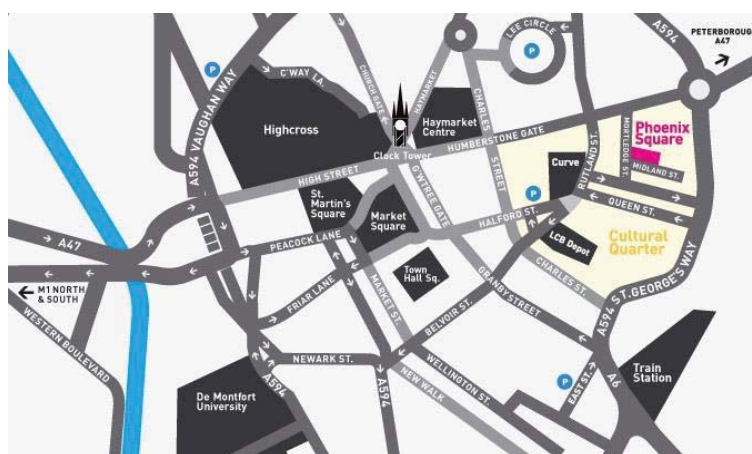 A594
PETERBOROUGH
A47
LEE CIRCLE
P
P
A594 VAUGHAN WAY
C'WAY LA.
CHURCH GATE
HAYMARKET
CHARLES
STREET
Highcross
Haymarket
Centre
HUMBERSTONE GATE
Clock Tower
RUTLAND ST.
MORTLEDGE ST.
Phoenix
Square
MIDLAND ST.
Curve
HIGH STREET
St.
Martin's
Square
G'WTREE GATE
P
QUEEN ST.
Market
Square
HALFORD ST.
Cultural
Quarter
LCB Depot
A47
PEACOCK LANE
CHARLES ST.
Town
Hall Sq.
M1 NORTH
& SOUTH
FRIAR LANE
MARKET ST.
GRANBYSTREET
BELVOIR ST.
A594 ST.GEORGE'S WAY
WESTERN BOULEVARD
NEWARK ST.
WELLINGTON ST.
NEW WALK
A594
A594
P
EAST ST.
A6
Train
Station
De Montfort
University